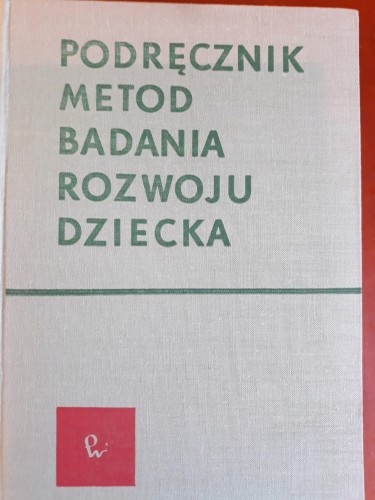 PODRĘCZNIK
METOD
BADANIA
ROZWOJU
DZIECKA